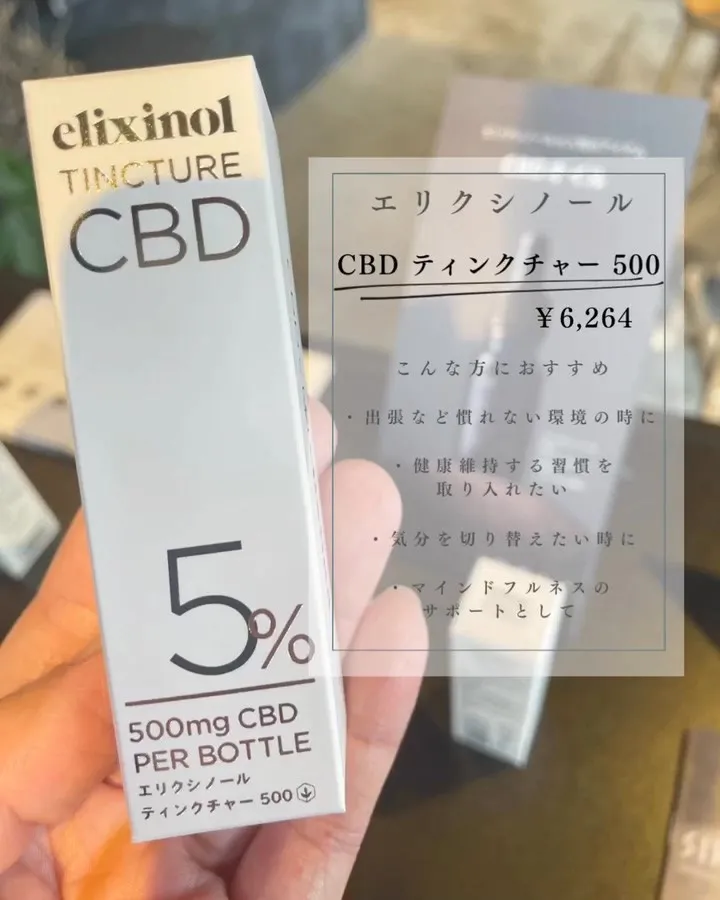 elixinol
TINCTURE
CBD
5%
500mg CBD
PER BOTTLE
エリクシノール
ティンクチャー 500
エリクシノール
CBD ティンクチャー 500
¥6,264
こんな方におすすめ
・出張など慣れない環境の時に
・健康維持する習慣を
取り入れたい
・気分を切り替えたい時に
・マインドフルネスの
サポートとして